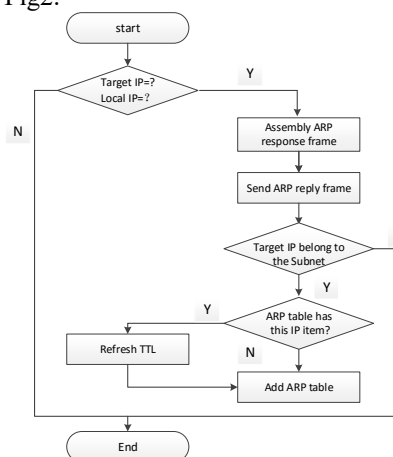 Fig2.
start
Target IP=?
Local IP=?
Y
N
Assembly ARP
response frame
Send ARP reply frame
Target IP belong to
the Subnet
Y
ARP table has
this IP item?
Y
N
Refresh TTL
Add ARP table
End